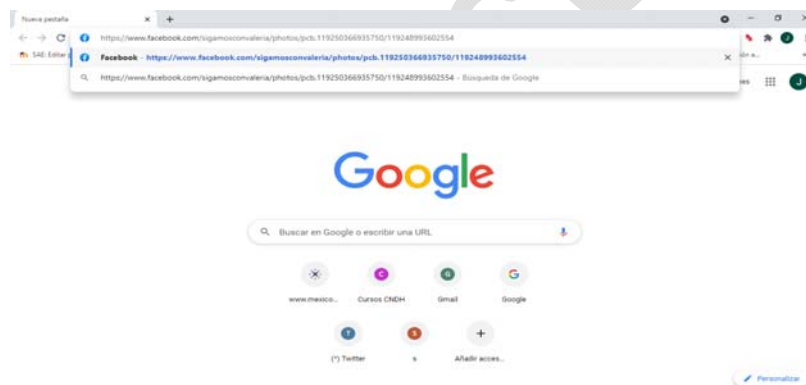 Nueva pestaña
https://www.facebook.com/sigamosconvaleria/photos/pcb.119250366935750/119248993602554
SAE: Editar
Facebook - https://www.facebook.com/sigamosconvaleria/photos/pcb.119250366935750/119248993602554
https://www.facebook.com/sigamosconvaleria/photos/pcb.119250366935750/119248993602554 - Búsqueda de Google
J
Google
Buscar en Google o escribir una URL
C G G
www.mexico... Cursos CNDH Gmail Google
T S
(*) Twitter s Añadir acces...
Personalizar